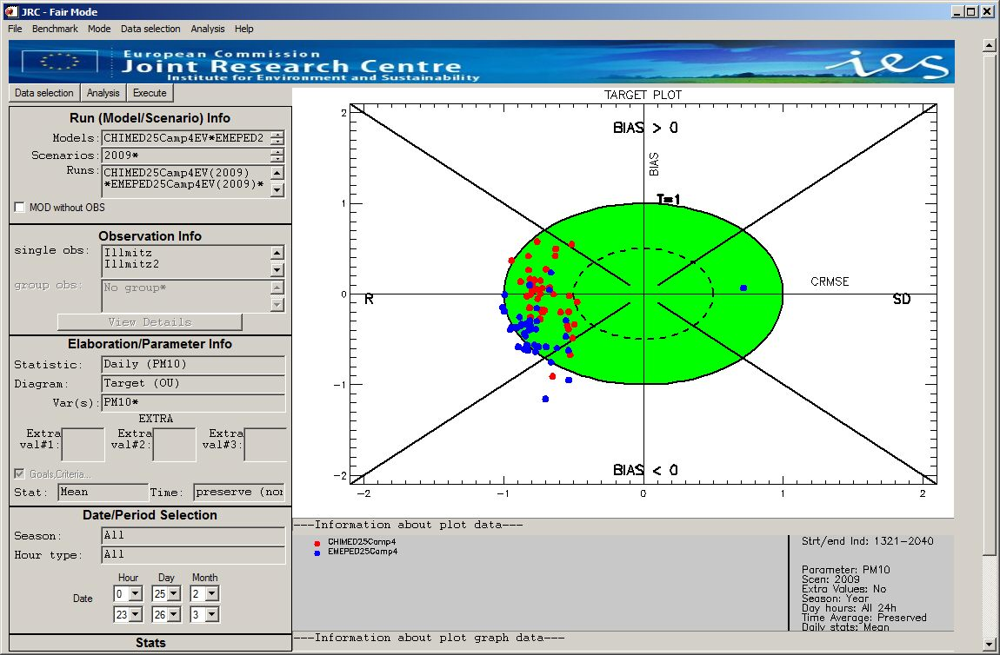 JRC - Fair Mode
File Benchmark Mode Data selection Analysis Help
European Commission
Joint Research Centre
Institute for Environment and Sustainability
ies
Data selection Analysis Execute
Run (Model/Scenario) Info
Models: CHIMED25Camp4EV*EMEPED2
Scenarios: 2009*
Runs: CHIMED25Camp4EV(2009)
*EMEPED25Camp4EV(2009)*
MOD without OBS
Observation Info
single obs: Illmitz
Illmitz2
group obs: No group*
View Details
Elaboration/Parameter Info
Statistic: Daily (PM10)
Diagram: Target (OU)
Var(s): PM10*
EXTRA
Extra val#1: Extra val#2: Extra val#3:
Goals,Criteria...
Stat: Mean Time: preserve (nor
Date/Period Selection
Season: All
Hour type: All
Hour Day Month
Date
0 25 2
23 26 3
Stats
TARGET PLOT
BIAS > 0
BIAS
T=1
CRMSE
R
SD
BIAS < 0
2
1
0
-1
-2
-2 -1 0 1 2
---Information about plot data---
CHIMED25Camp4
EMEPED25Camp4
Strt/end Ind: 1321-2040
Parameter: PM10
Scen: 2009
Extra Values: No
Season: Year
Day hours: All 24h
Time Average: Preserved
Daily stats: Mean
---Information about plot graph data---